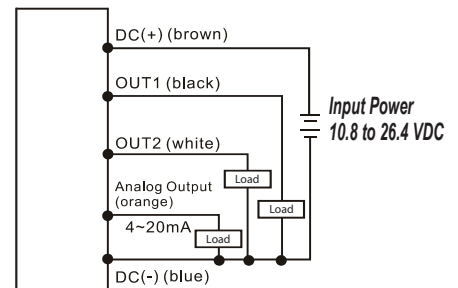 DC(+) (brown)
OUT1 (black)
Input Power
10.8 to 26.4 VDC
OUT2 (white)
Load
Analog Output
(orange)
Load
4~20mA
Load
DC(-) (blue)